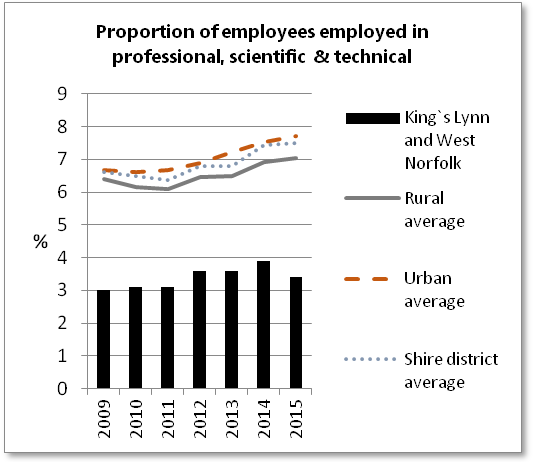 Proportion of employees employed in
professional, scientific & technical
9
8
7
6
5
4
3
2
1
0
%
2009
2010
2011
2012
2013
2014
2015
King`s Lynn
and West
Norfolk
Rural
average
Urban
average
Shire district
average